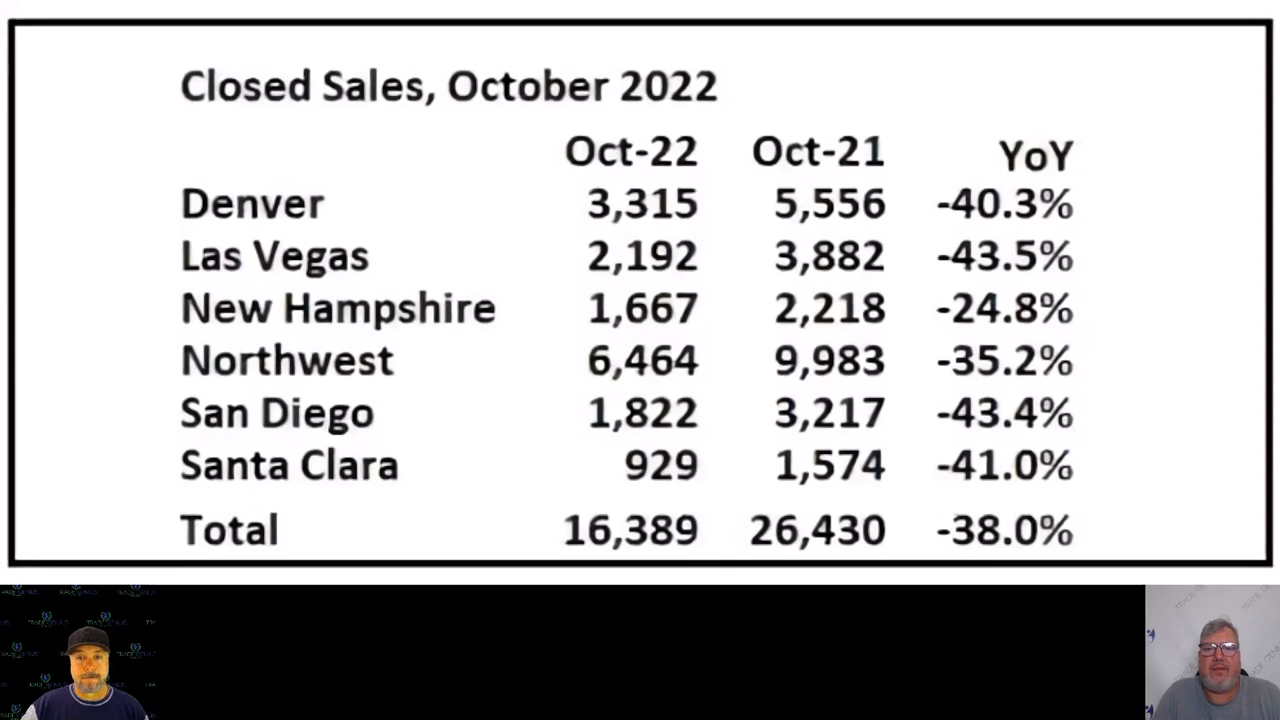 Closed Sales, October 2022
Oct-22 Oct-21 YoY
Denver 3,315 5,556 -40.3%
Las Vegas 2,192 3,882 -43.5%
New Hampshire 1,667 2,218 -24.8%
Northwest 6,464 9,983 -35.2%
San Diego 1,822 3,217 -43.4%
Santa Clara 929 1,574 -41.0%
Total 16,389 26,430 -38.0%